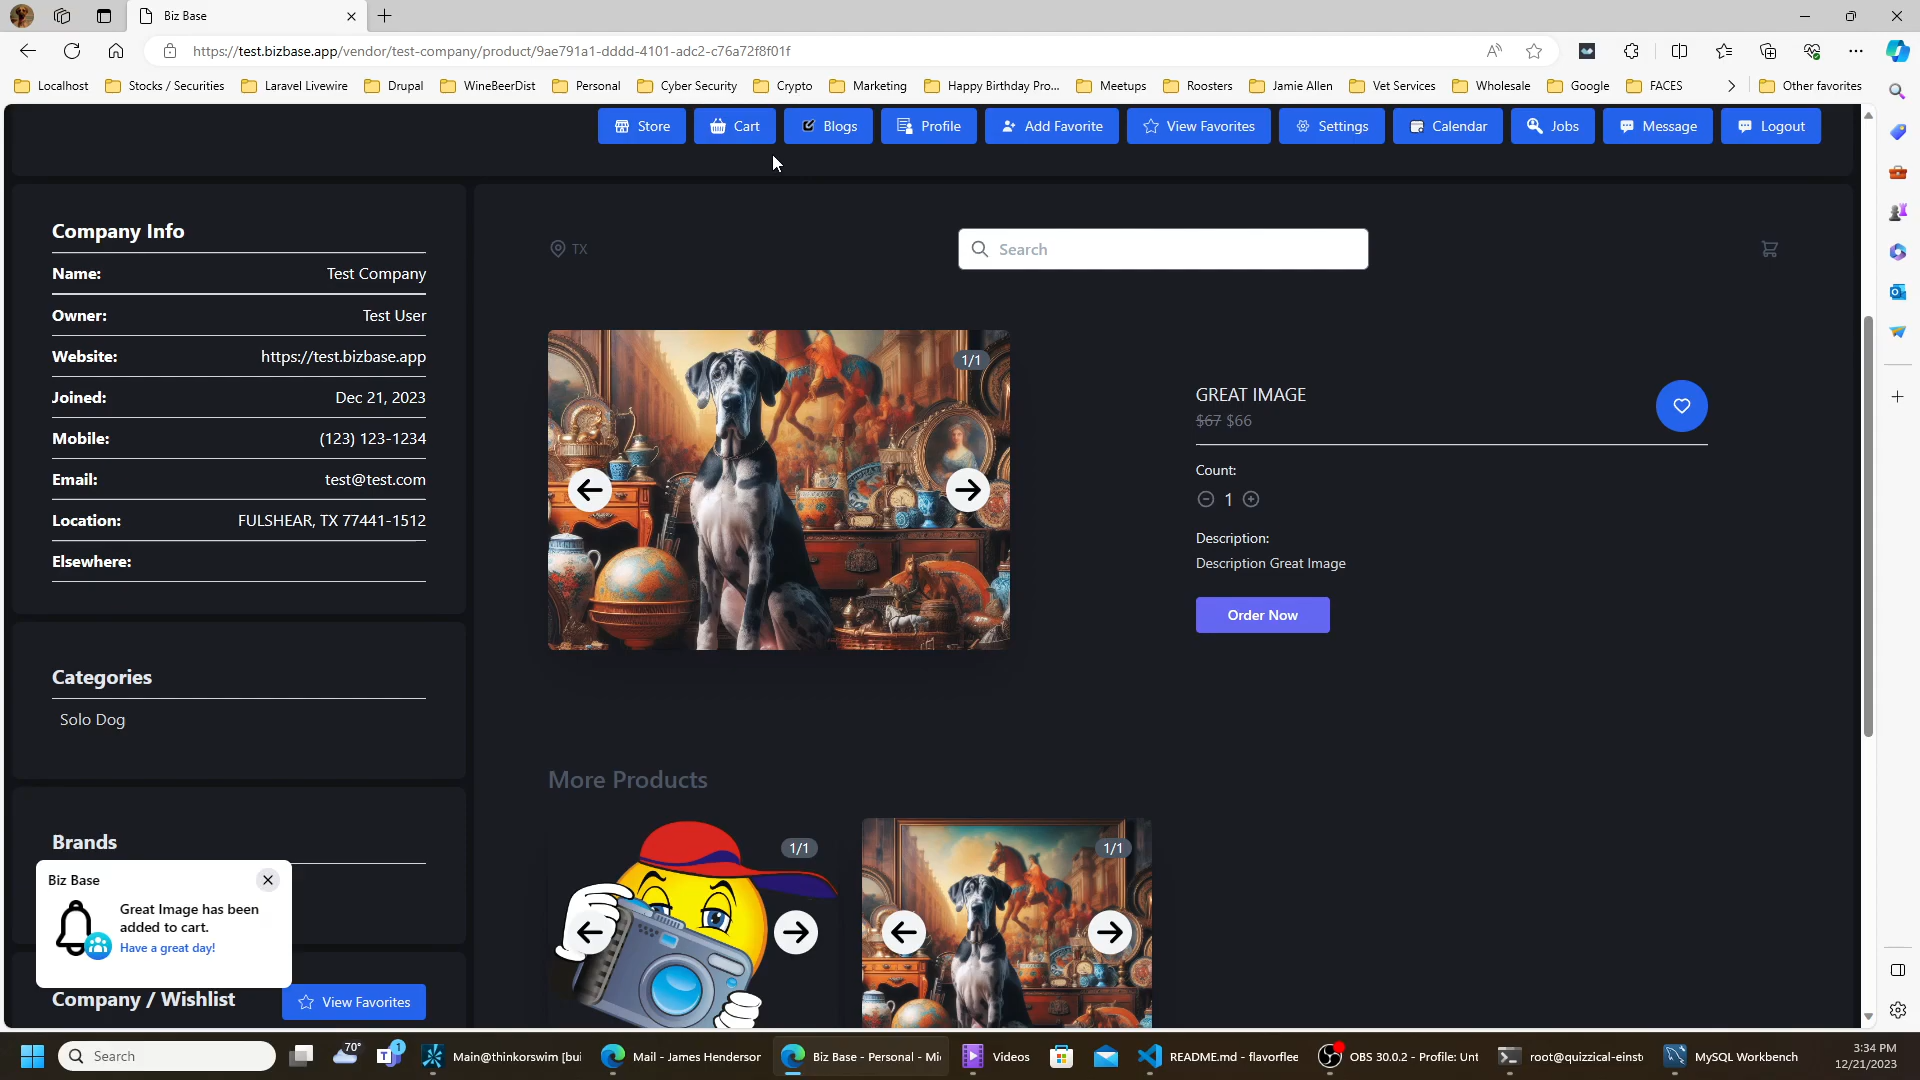 Biz Base
https://test.bizbase.app/vendor/test-company/product/9ae791a1-dddd-4101-adc2-c76a72f8f01f
Localhost Stocks / Securities Laravel Livewire Drupal WineBeerDist Personal Cyber Security Crypto Marketing Happy Birthday Pro... Meetups Roosters Jamie Allen Vet Services Wholesale Google FACES Other favorites
Store Cart Blogs Profile Add Favorite View Favorites Settings Calendar Jobs Message Logout
Company Info
Name: Test Company
Owner: Test User
Website: https://test.bizbase.app
Joined: Dec 21, 2023
Mobile: (123) 123-1234
Email: test@test.com
Location: FULSHEAR, TX 77441-1512
Elsewhere:
Categories
Solo Dog
Brands
Biz Base
Great Image has been
added to cart.
Have a great day!
Company / Wishlist View Favorites
TX Search
1/1
GREAT IMAGE
$67 $66
Count:
1
Description:
Description Great Image
Order Now
More Products
1/1 1/1
Search 70° 1 Main@thinkorswim [bui Mail - James Henderson Biz Base - Personal - Mi Videos README.md - flavorflee OBS 30.0.2 - Profile: Unt root@quizzical-einst MySQL Workbench 3:34 PM
12/21/2023